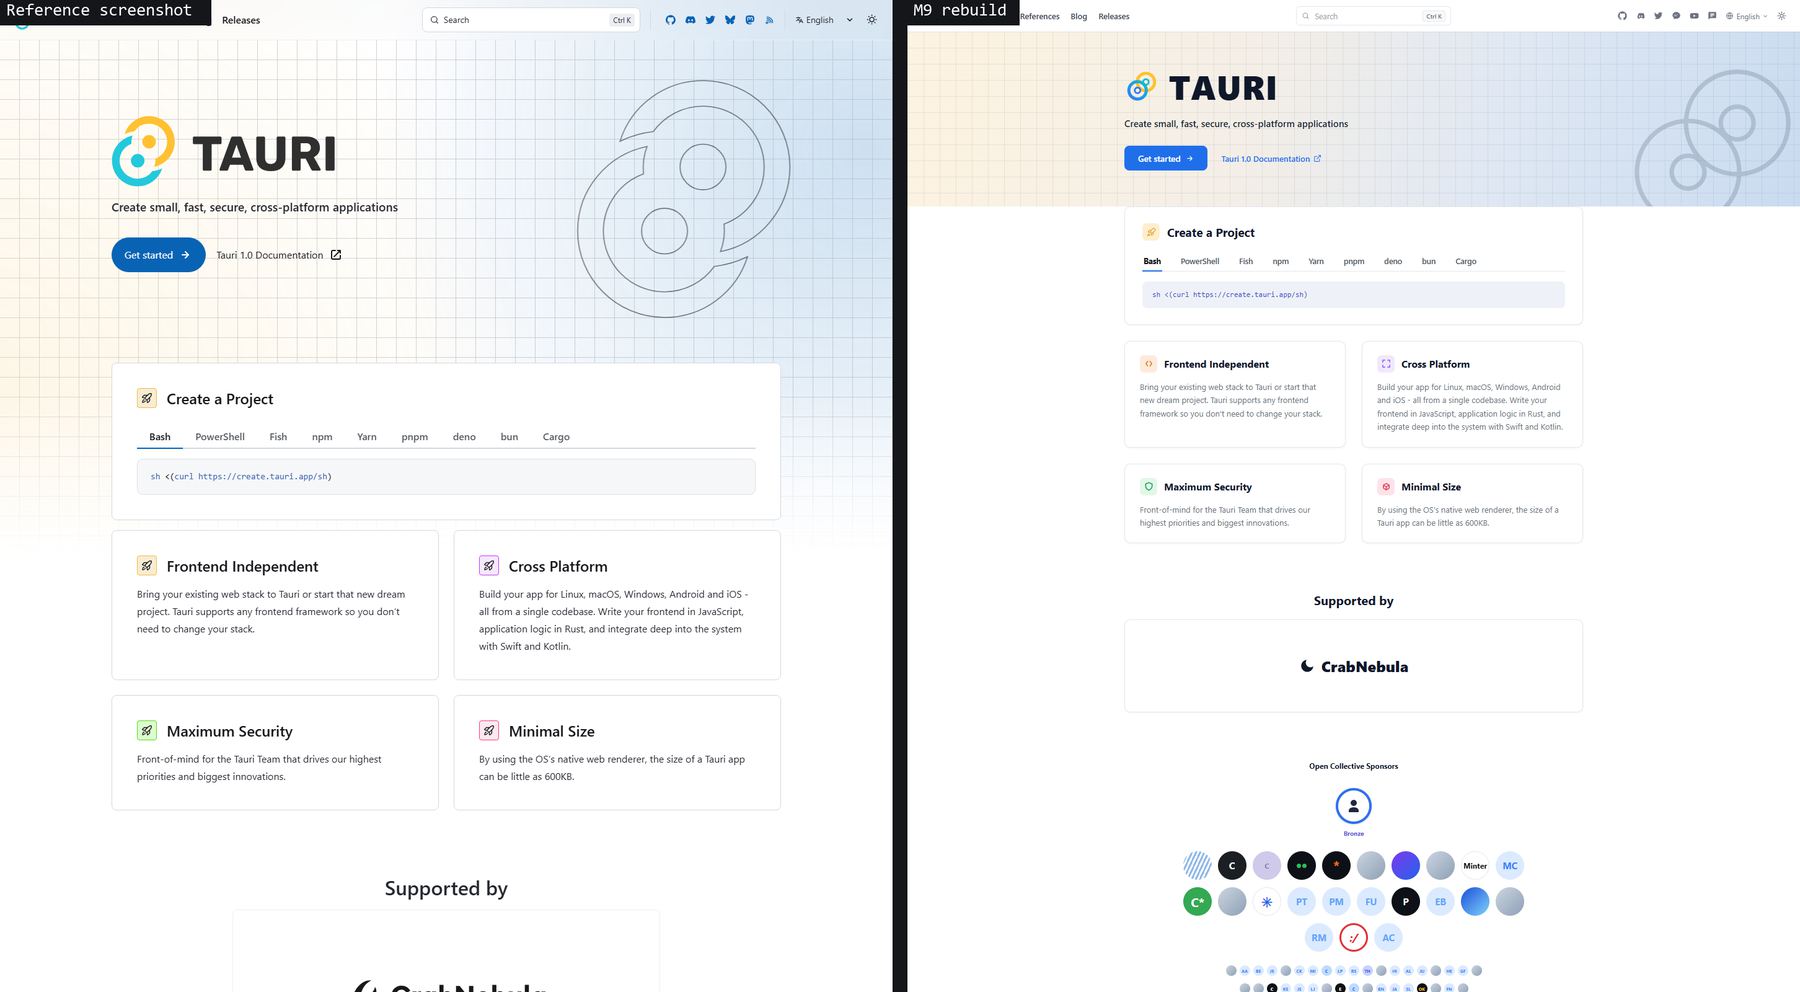 Reference screenshot
Releases
Search
Ctrl K
English
TAURI
Create small, fast, secure, cross-platform applications
Get started
Tauri 1.0 Documentation
Create a Project
Bash PowerShell Fish npm Yarn pnpm deno bun Cargo
sh <(curl https://create.tauri.app/sh)
Frontend Independent
Bring your existing web stack to Tauri or start that new dream
project. Tauri supports any frontend framework so you don't
need to change your stack.
Cross Platform
Build your app for Linux, macOS, Windows, Android and iOS -
all from a single codebase. Write your frontend in JavaScript,
application logic in Rust, and integrate deep into the system
with Swift and Kotlin.
Maximum Security
Front-of-mind for the Tauri Team that drives our highest
priorities and biggest innovations.
Minimal Size
By using the OS's native web renderer, the size of a Tauri app
can be little as 600KB.
Supported by
CrabNebula
M9 rebuild
References Blog Releases
Search
Ctrl K
English
TAURI
Create small, fast, secure, cross-platform applications
Get started
Tauri 1.0 Documentation
Create a Project
Bash PowerShell Fish npm Yarn pnpm deno bun Cargo
sh <(curl https://create.tauri.app/sh)
Frontend Independent
Bring your existing web stack to Tauri or start that
new dream project. Tauri supports any frontend
framework so you don't need to change your stack.
Cross Platform
Build your app for Linux, macOS, Windows, Android
and iOS - all from a single codebase. Write your
frontend in JavaScript, application logic in Rust, and
integrate deep into the system with Swift and Kotlin.
Maximum Security
Front-of-mind for the Tauri Team that drives our
highest priorities and biggest innovations.
Minimal Size
By using the OS's native web renderer, the size of a
Tauri app can be little as 600KB.
Supported by
CrabNebula
Open Collective Sponsors
Bronze
C C * Minter MC
C* PT PM FU P EB
RM :/ AC